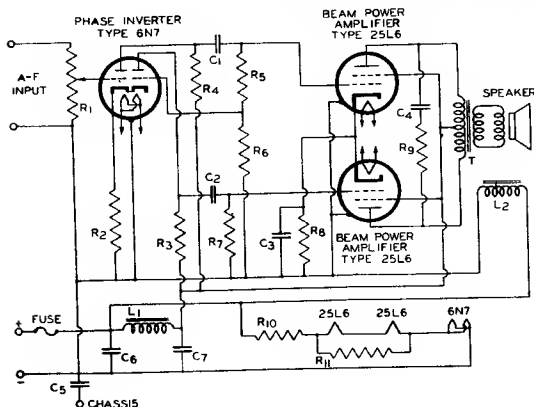 PHASE INVERTER
TYPE 6N7
BEAM POWER
AMPLIFIER
TYPE 25L6
A-F
INPUT
R1
C1
R4
R5
R6
C4
R9
T
SPEAKER
L2
R2
R3
C2
R7
C3
R8
BEAM POWER
AMPLIFIER
TYPE 25L6
+
FUSE
L1
C6
C7
R10
25L6
25L6
6N7
R11
-
C5
CHASSIS